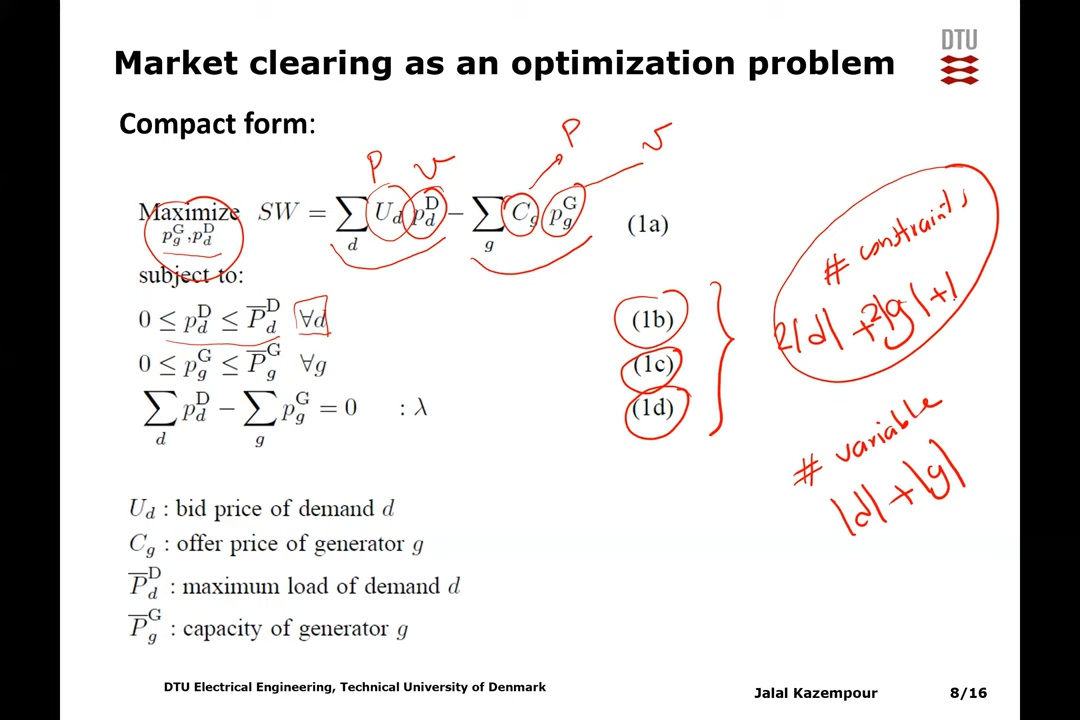 DTU
Market clearing as an optimization problem
Compact form:
P v P v
Maximize SW = ∑ U_d p_d^D − ∑ C_g p_g^G (1a)
p_g^G, p_d^D d g
subject to:
0 ≤ p_d^D ≤ P̅_d^D ∀d (1b)
0 ≤ p_g^G ≤ P̅_g^G ∀g (1c)
∑ p_d^D − ∑ p_g^G = 0 : λ (1d)
d g
# constraints
2|d| + 2|g| + 1
# variable
|d| + |g|
U_d : bid price of demand d
C_g : offer price of generator g
P̅_d^D : maximum load of demand d
P̅_g^G : capacity of generator g
DTU Electrical Engineering, Technical University of Denmark
Jalal Kazempour 8/16